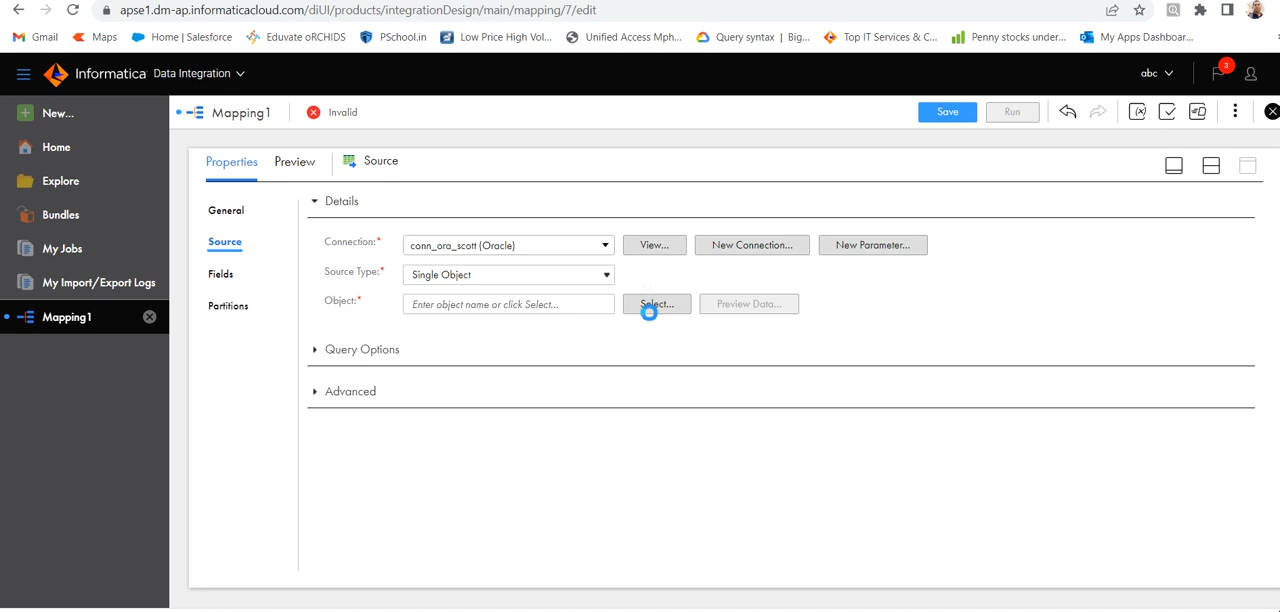 apse1.dm-ap.informaticacloud.com/diUI/products/integrationDesign/main/mapping/7/edit
Gmail Maps Home | Salesforce Eduvate oRCHIDS PSchool.in Low Price High Vol... Unified Access Mph... Query syntax | Big... Top IT Services & C... Penny stocks under... My Apps Dashboar...
Informatica Data Integration abc 3
New... Mapping1 Invalid Save Run
Home
Properties Preview Source
Explore
Details
General
Bundles
Connection:* conn_ora_scott (Oracle) View... New Connection... New Parameter...
Source
My Jobs
Source Type:* Single Object
Fields
My Import/Export Logs
Object:* Enter object name or click Select... Select... Preview Data...
Partitions
Mapping1
Query Options
Advanced